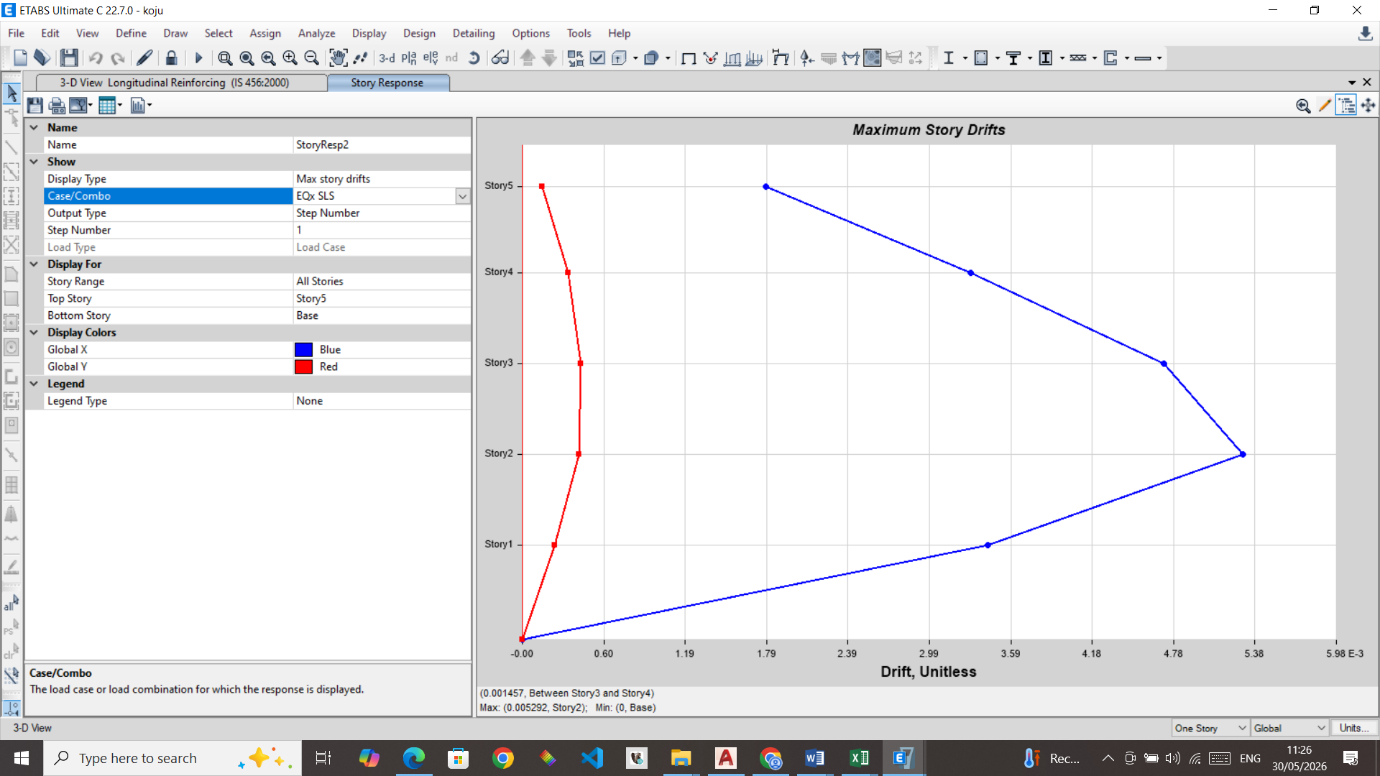 ETABS Ultimate C 22.7.0 - koju
File Edit View Define Draw Select Assign Analyze Display Design Detailing Options Tools Help
3-d nd
3-D View Longitudinal Reinforcing (IS 456:2000) Story Response
Name
Name StoryResp2
Show
Display Type Max story drifts
Case/Combo EQx SLS
Output Type Step Number
Step Number 1
Load Type Load Case
Display For
Story Range All Stories
Top Story Story5
Bottom Story Base
Display Colors
Global X Blue
Global Y Red
Legend
Legend Type None
all
ps
clr
Case/Combo
The load case or load combination for which the response is displayed.
Maximum Story Drifts
Story5
Story4
Story3
Story2
Story1
-0.00 0.60 1.19 1.79 2.39 2.99 3.59 4.18 4.78 5.38 5.98 E-3
Drift, Unitless
(0.001457, Between Story3 and Story4)
Max: (0.005292, Story2); Min: (0, Base)
3-D View One Story Global Units...
Type here to search Rec... ENG 11:26
30/05/2026